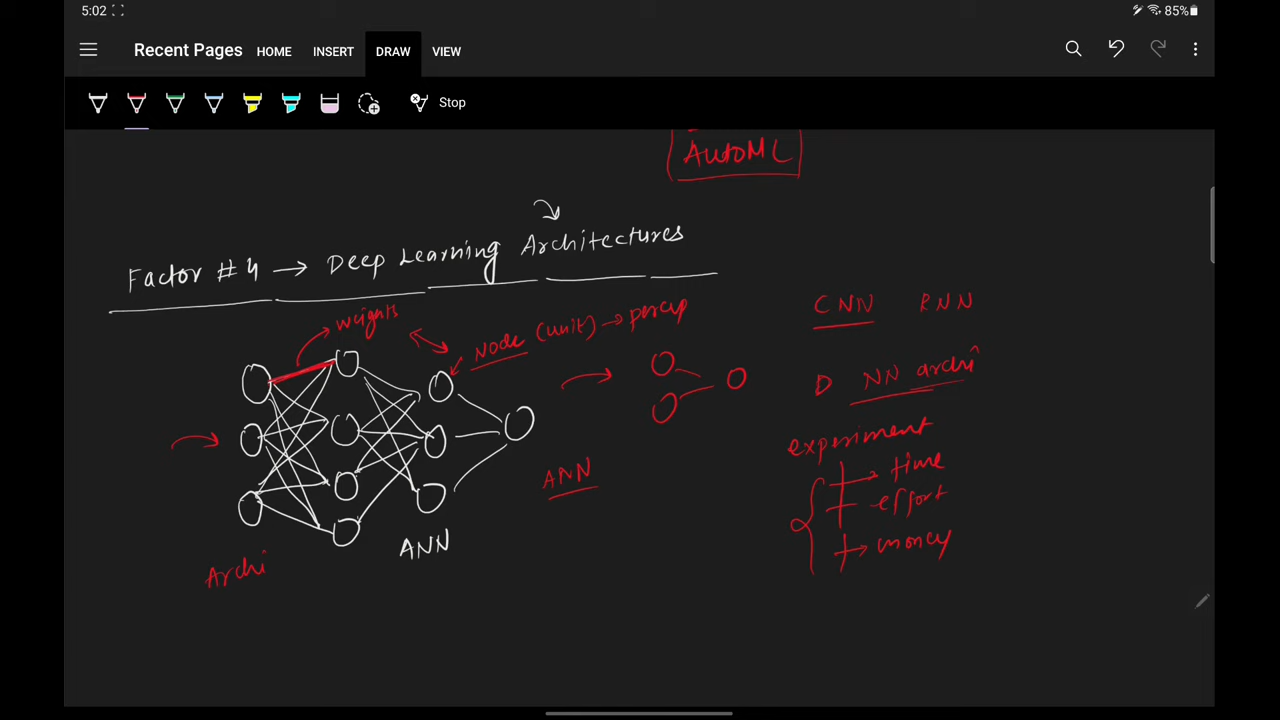 5:02
85%
Recent Pages HOME INSERT DRAW VIEW
Stop
AutoML
Factor #4 → Deep Learning Architectures
weights
Node (unit) → percep
CNN RNN
D NN archi
experiment
→ time
→ effort
→ money
ANN
ANN
Archi